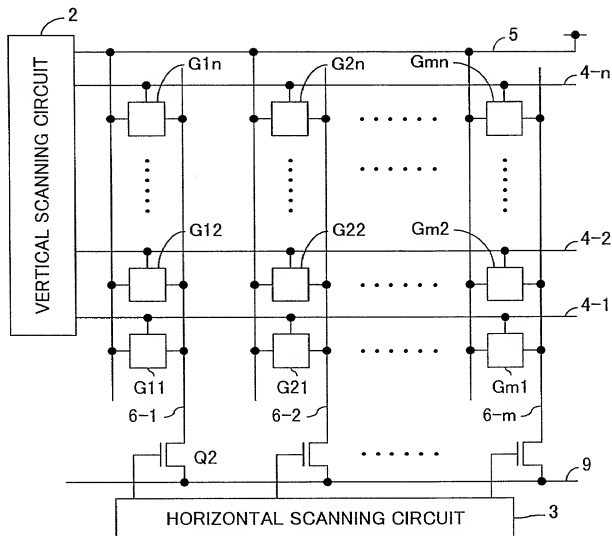 2
5
G1n
G2n
Gmn
4-n
VERTICAL SCANNING CIRCUIT
G12
G22
Gm2
4-2
4-1
G11
G21
Gm1
6-1
6-2
6-m
Q2
9
HORIZONTAL SCANNING CIRCUIT
3